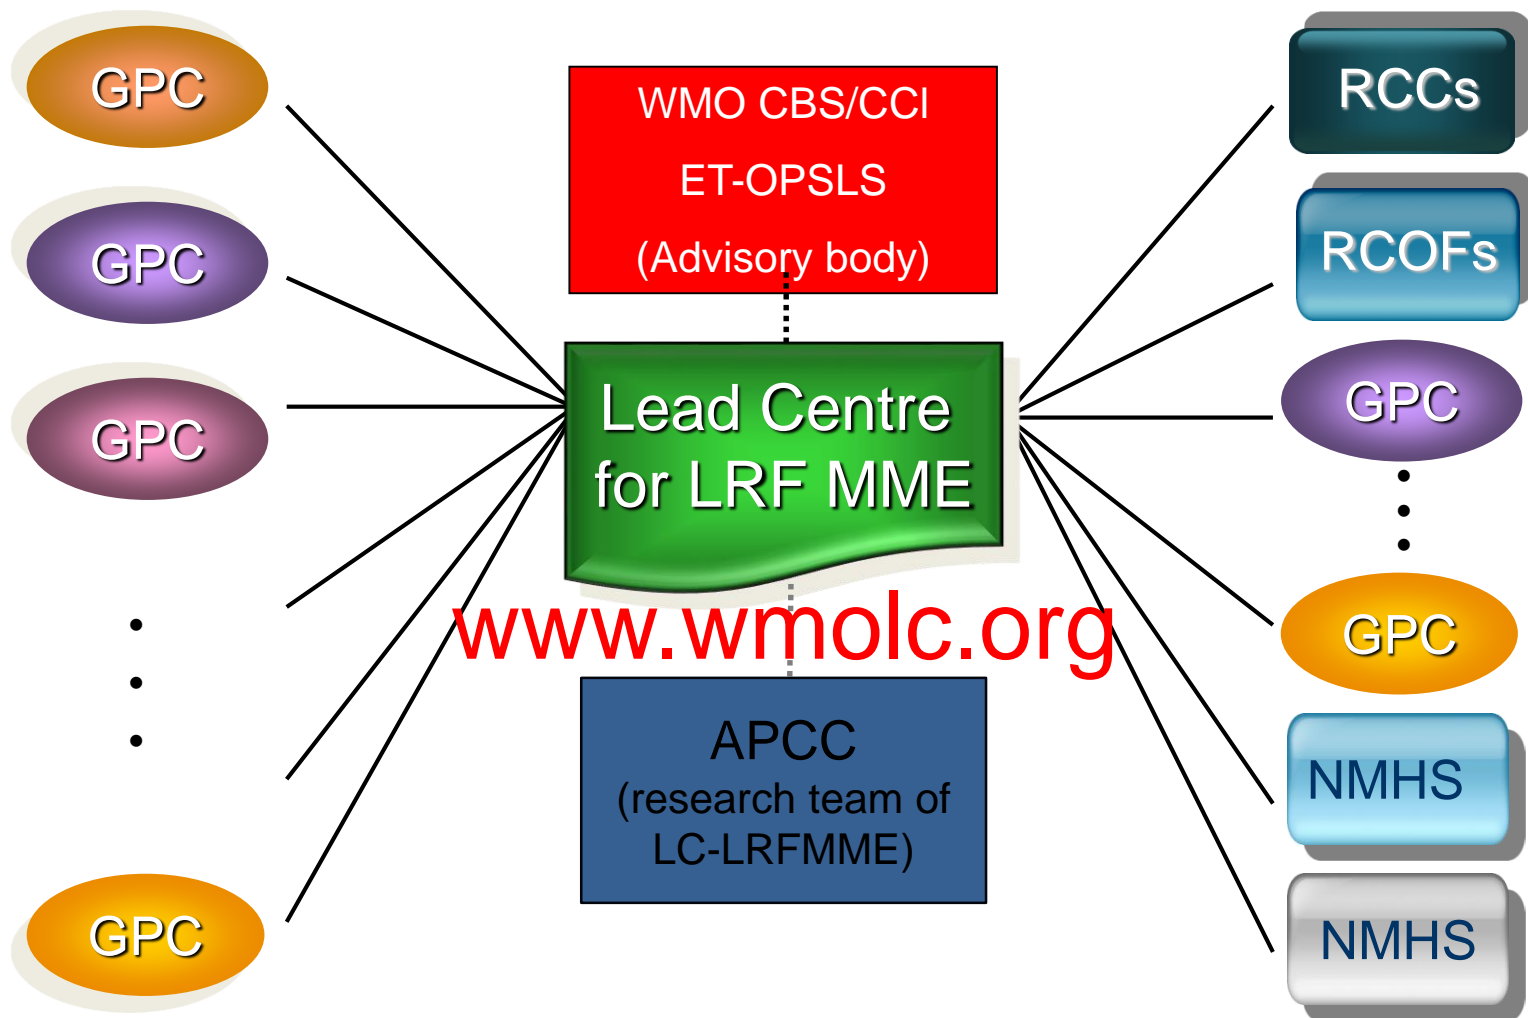 GPC
GPC
GPC
GPC
WMO CBS/CCl
ET-OPSLS
(Advisory body)
Lead Centre
for LRF MME
www.wmolc.org
APCC
(research team of
LC-LRFMME)
RCCs
RCOFs
GPC
GPC
NMHS
NMHS